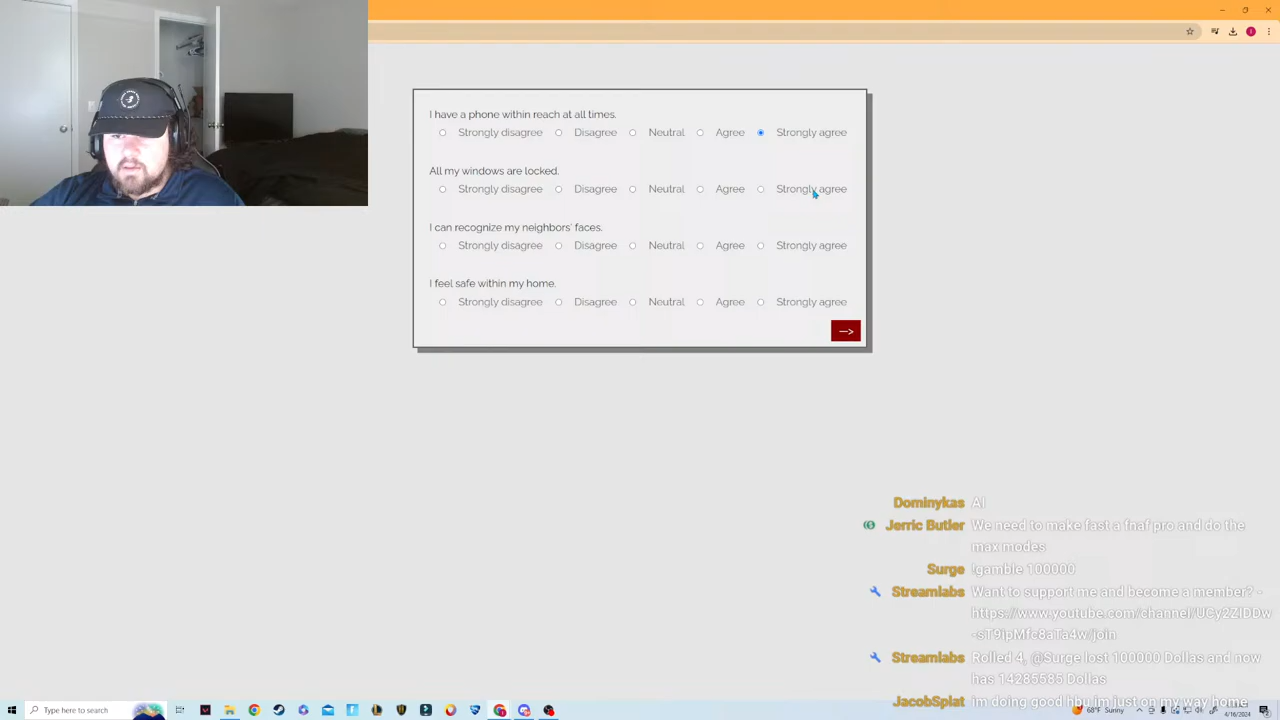 I have a phone within reach at all times.
Strongly disagree Disagree Neutral Agree Strongly agree
All my windows are locked.
Strongly disagree Disagree Neutral Agree Strongly agree
I can recognize my neighbors' faces.
Strongly disagree Disagree Neutral Agree Strongly agree
I feel safe within my home.
Strongly disagree Disagree Neutral Agree Strongly agree
—>
Dominykas AI
Jerric Butler We need to make fast a fnaf pro and do the
max modes
Surge !gamble 100000
Streamlabs Want to support me and become a member? -
Streamlabs Rolled 4, @Surge lost 100000 Dollas and now
has 14285585 Dollas
JacobSplat im doing good hbu im just on my way home
Type here to search
68°F Sunny
4/16/2024